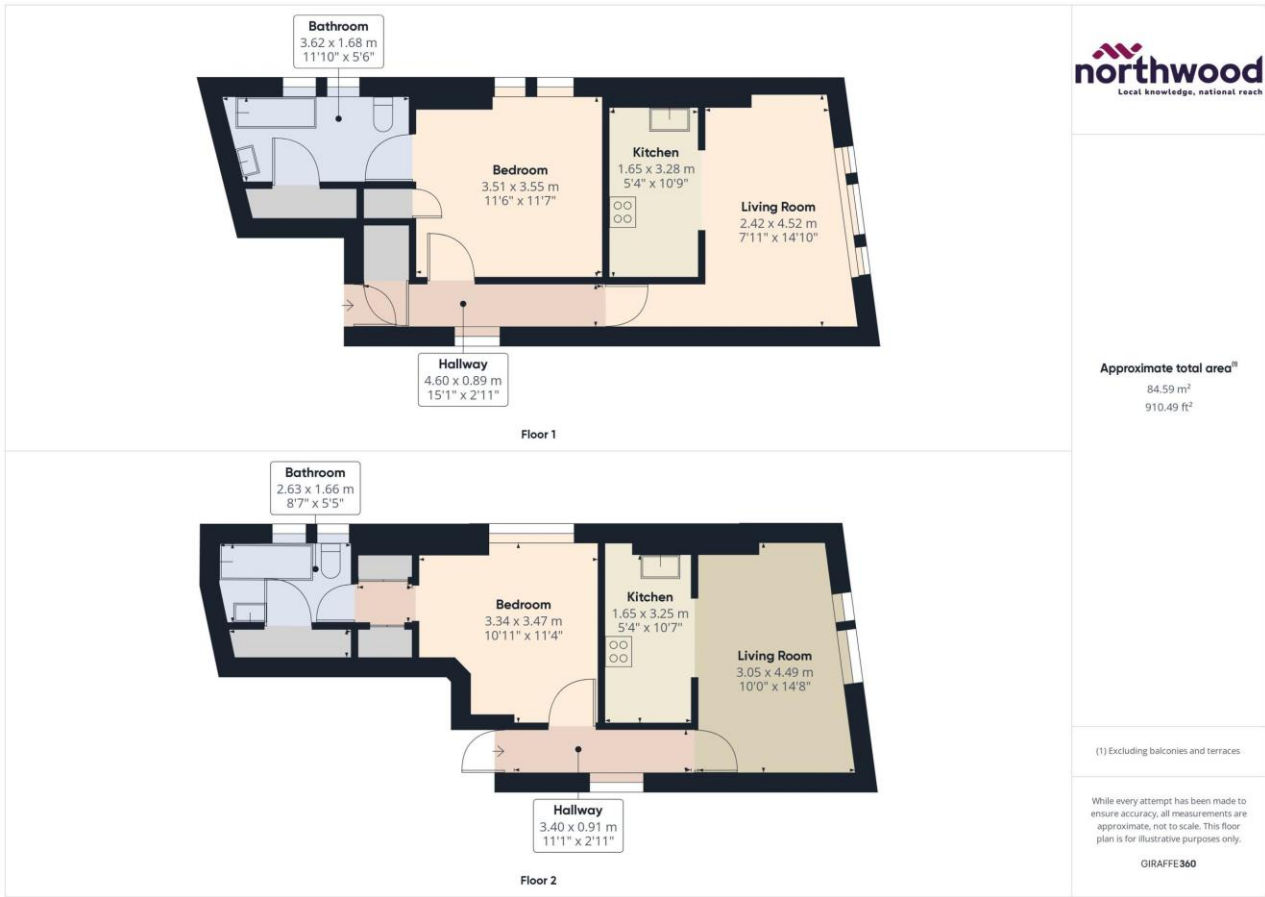 Bathroom
3.62 x 1.68 m
11'10" x 5'6"
Bedroom
3.51 x 3.55 m
11'6" x 11'7"
Kitchen
1.65 x 3.28 m
5'4" x 10'9"
Living Room
2.42 x 4.52 m
7'11" x 14'10"
Hallway
4.60 x 0.89 m
15'1" x 2'11"
Floor 1
Bathroom
2.63 x 1.66 m
8'7" x 5'5"
Bedroom
3.34 x 3.47 m
10'11" x 11'4"
Kitchen
1.65 x 3.25 m
5'4" x 10'7"
Living Room
3.05 x 4.49 m
10'0" x 14'8"
Hallway
3.40 x 0.91 m
11'1" x 2'11"
Floor 2
northwood
Local knowledge, national reach
Approximate total area⁽¹⁾
84.59 m²
910.49 ft²
(1) Excluding balconies and terraces
While every attempt has been made to
ensure accuracy, all measurements are
approximate, not to scale. This floor
plan is for illustrative purposes only.
GIRAFFE360